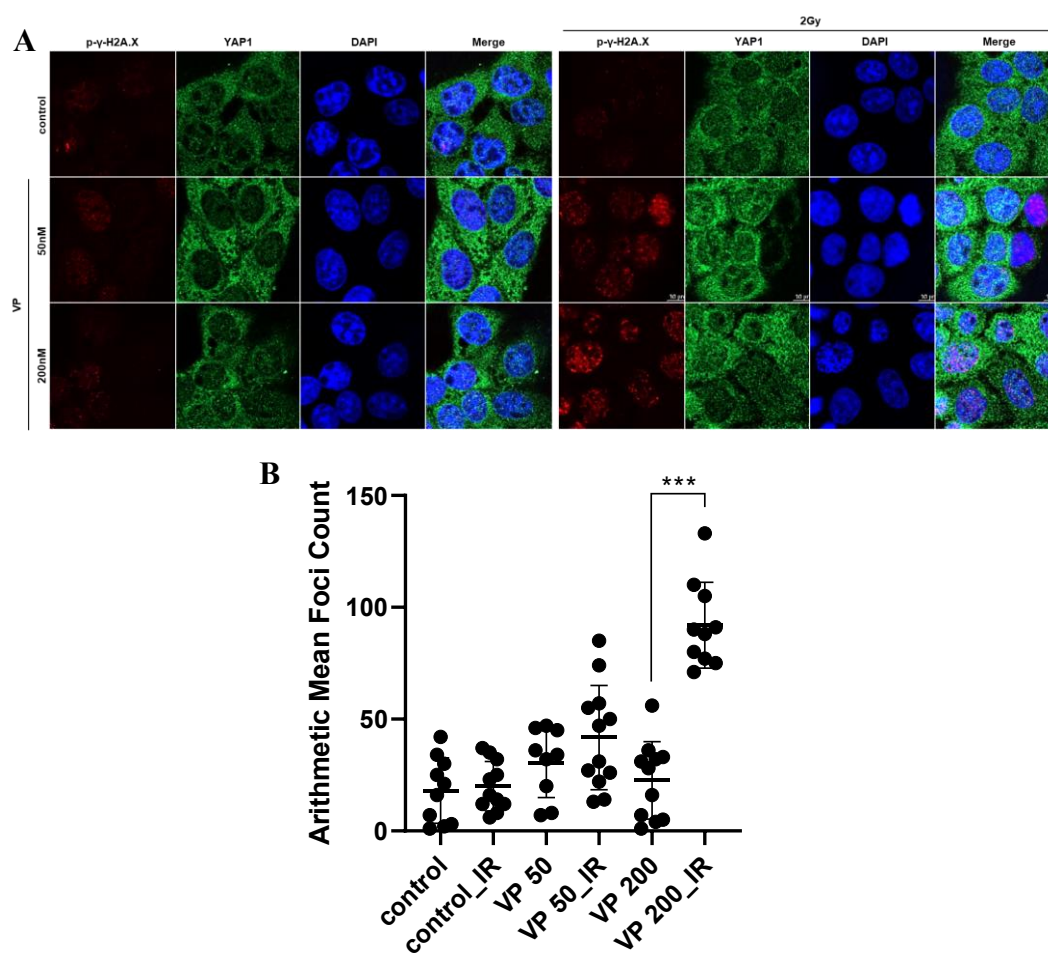 2Gy
A
p-γ-H2A.X YAP1 DAPI Merge p-γ-H2A.X YAP1 DAPI Merge
control
50nM
VP
200nM
B
***
Arithmetic Mean Foci Count
150
100
50
0
control
control_IR
VP 50
VP 50_IR
VP 200
VP 200_IR